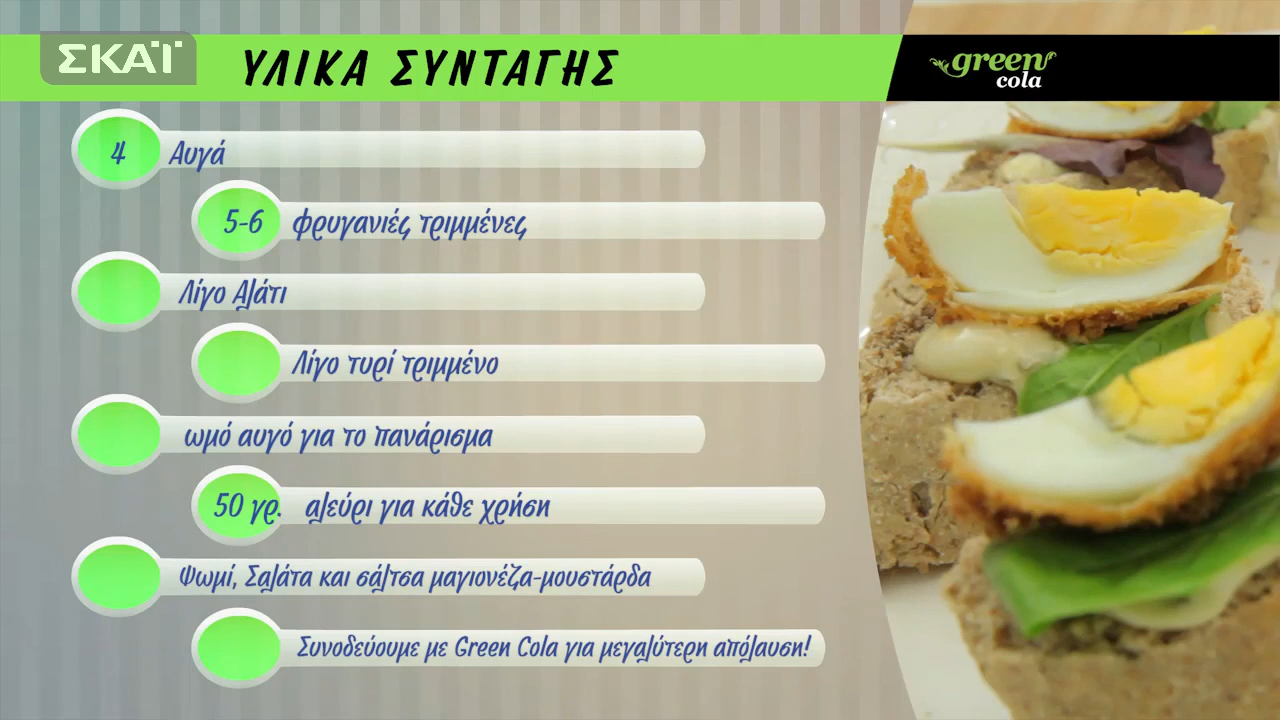 ΣΚΑΪ
ΥΛΙΚΑ ΣΥΝΤΑΓΗΣ
green
cola
4 Αυγά
5-6 φρυγανιές τριμμένες
Λίγο Αλάτι
Λίγο τυρί τριμμένο
ωμό αυγό για το πανάρισμα
50 γρ. αλεύρι για κάθε χρήση
Ψωμί, Σαλάτα και σάλτσα μαγιονέζα-μουστάρδα
Συνοδεύουμε με Green Cola για μεγαλύτερη απόλαυση!